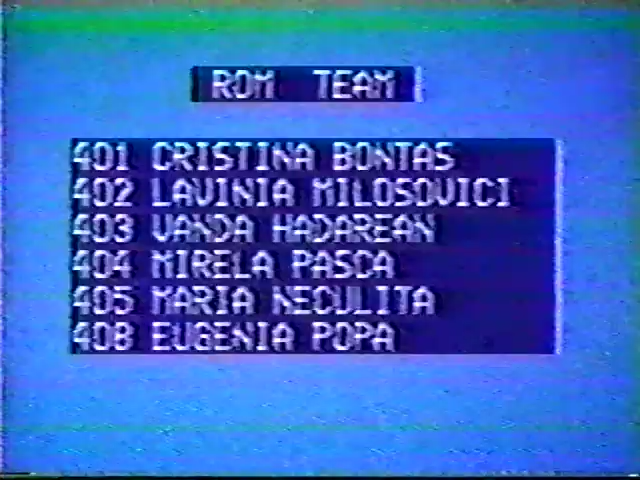 ROM TEAM
401 CRISTINA BONTAS
402 LAVINIA MILOSOVICI
403 VANDA HADAREAN
404 MIRELA PASCA
405 MARIA NECULITA
408 EUGENIA POPA